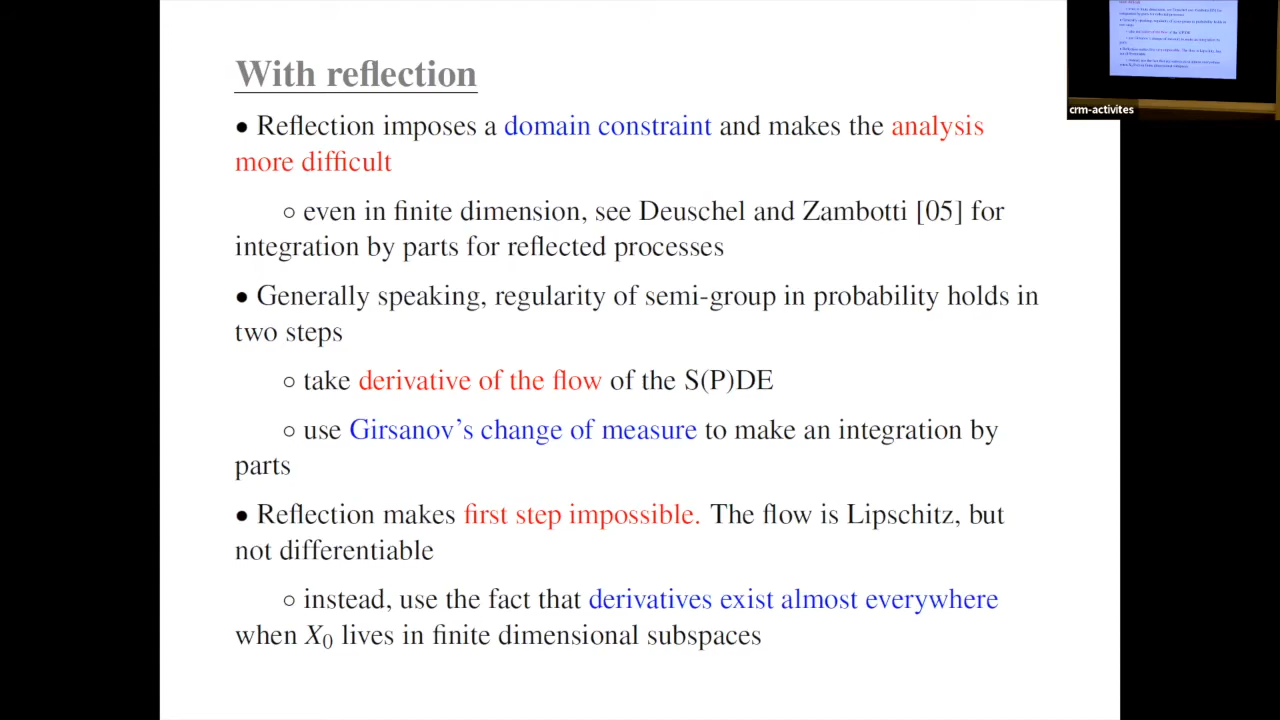 With reflection
• Reflection imposes a domain constraint and makes the analysis
more difficult
○ even in finite dimension, see Deuschel and Zambotti [05] for
integration by parts for reflected processes
• Generally speaking, regularity of semi-group in probability holds in
two steps
○ take derivative of the flow of the S(P)DE
○ use Girsanov's change of measure to make an integration by
parts
• Reflection makes first step impossible. The flow is Lipschitz, but
not differentiable
○ instead, use the fact that derivatives exist almost everywhere
when X₀ lives in finite dimensional subspaces
crm-activites